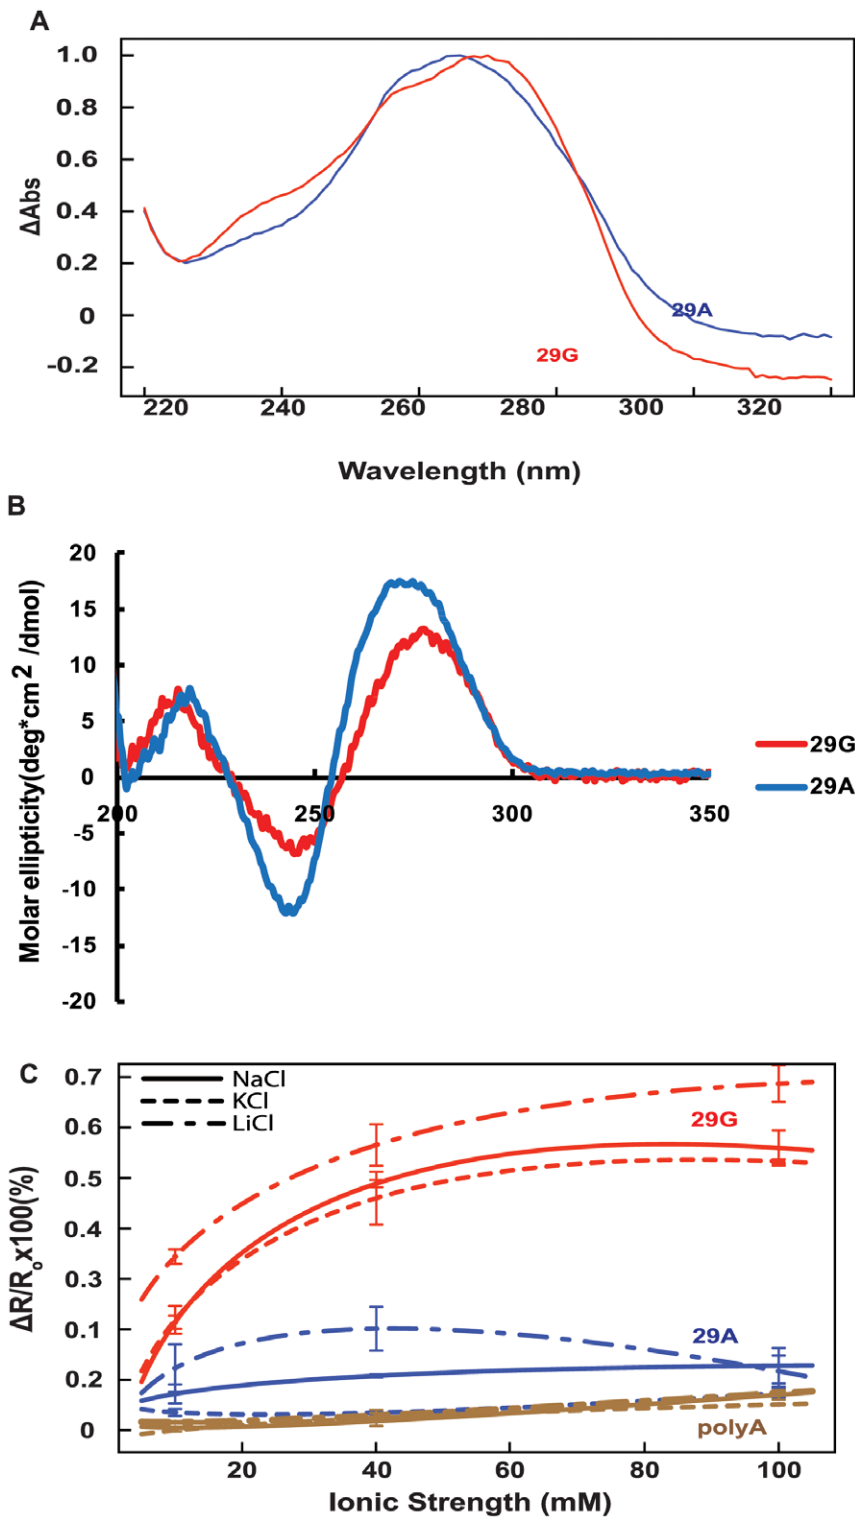 A
1.0
0.8
0.6
0.4
0.2
0
-0.2
ΔAbs
29A
29G
220 240 260 280 300 320
Wavelength (nm)
B
20
15
10
5
0
-5
-10
-15
-20
Molar ellipticity(deg*cm2 /dmol)
200 250 300 350
29G
29A
C
0.7
0.6
0.5
0.4
0.3
0.1
0.2
0
ΔR/Rox100(%)
NaCl
KCl
LiCl
29G
29A
polyA
20 40 60 80 100
Ionic Strength (mM)